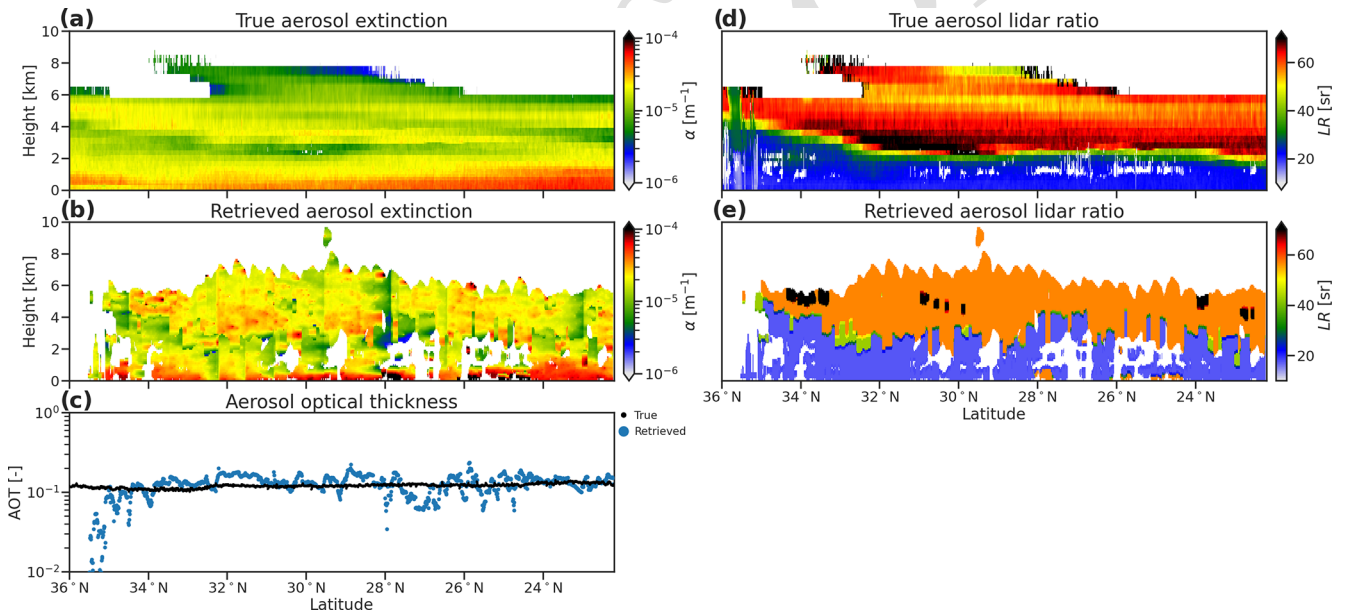 (a) True aerosol extinction
10
8
6
4
2
0
Height [km]
10⁻⁴
10⁻⁵
10⁻⁶
α [m⁻¹]
(d) True aerosol lidar ratio
60
40
20
LR [sr]
(b) Retrieved aerosol extinction
10
8
6
4
2
0
Height [km]
10⁻⁴
10⁻⁵
10⁻⁶
α [m⁻¹]
(e) Retrieved aerosol lidar ratio
60
40
20
LR [sr]
36°N 34°N 32°N 30°N 28°N 26°N 24°N
Latitude
(c) Aerosol optical thickness
10⁰
10⁻¹
10⁻²
AOT [-]
True
Retrieved
36°N 34°N 32°N 30°N 28°N 26°N 24°N
Latitude